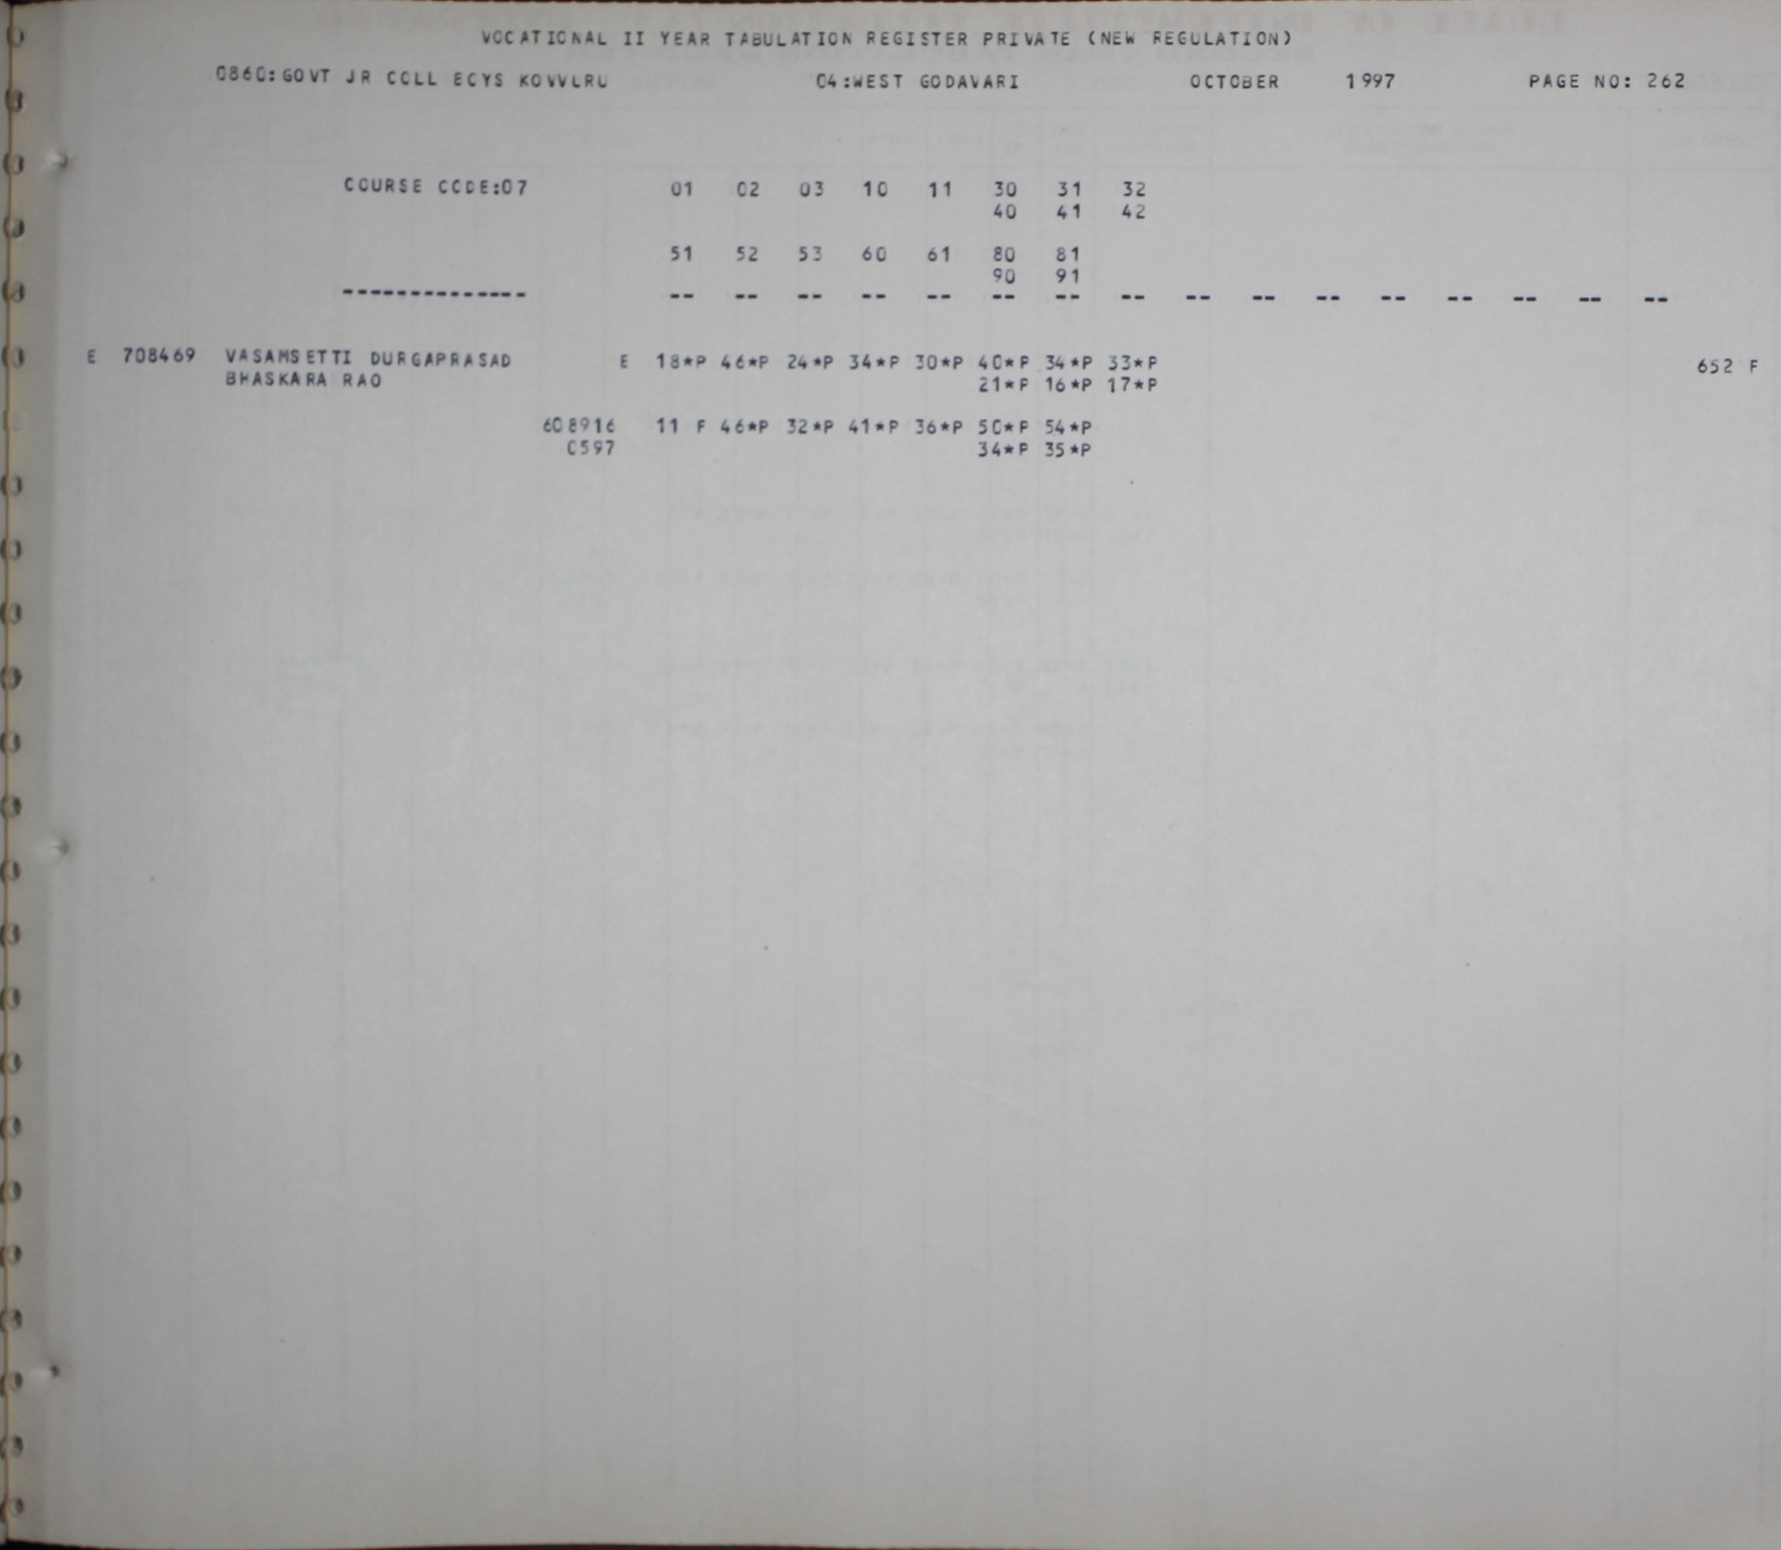 VOCATIONAL II YEAR TABULATION REGISTER PRIVATE (NEW REGULATION)
0860:GOVT JR COLL BOYS KOVVURU 04:WEST GODAVARI OCTOBER 1997 PAGE NO: 262
COURSE CODE:07 01 02 03 10 11 30 31 32
40 41 42
51 52 53 60 61 80 81
90 91
-------------- -- -- -- -- -- -- -- -- -- -- -- -- -- -- -- --
E 708469 VASAMSETTI DURGAPRASAD E 18*P 46*P 24*P 34*P 30*P 40*P 34*P 33*P 652 F
BHASKARA RAO 21*P 16*P 17*P
608916 11 F 46*P 32*P 41*P 36*P 50*P 54*P
0597 34*P 35*P